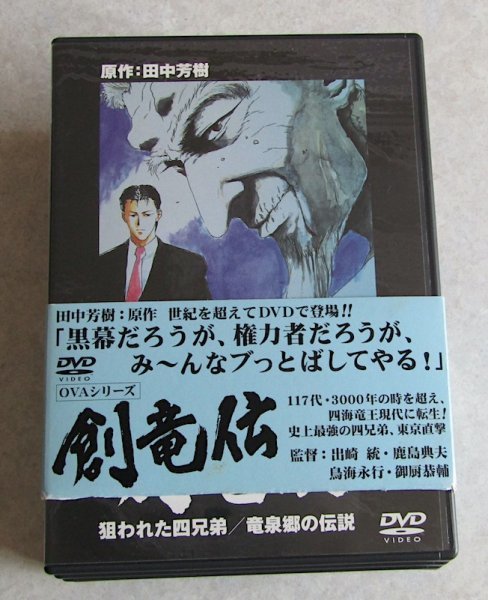 原作:田中芳樹
田中芳樹:原作 世紀を超えてDVDで登場!!
「黒幕だろうが、権力者だろうが、
み〜んなブっとばしてやる!」
DVD
VIDEO
OVAシリーズ
創竜伝
117代・3000年の時を超え、
四海竜王現代に転生!
史上最強の四兄弟、東京直撃
監督:出崎 統・鹿島典夫
鳥海永行・御厨恭輔
狙われた四兄弟/竜泉郷の伝説
DVD
VIDEO